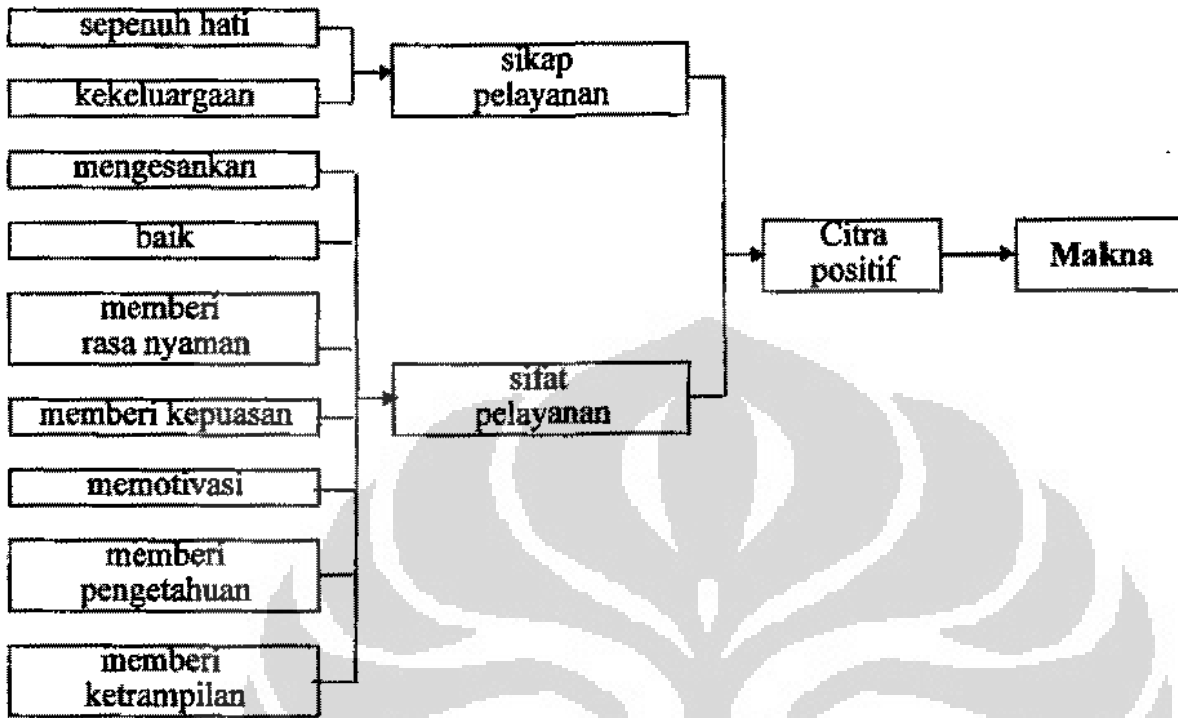 sepenuh hati
kekeluargaan
mengesankan
baik
memberi
rasa nyaman
memberi kepuasan
memotivasi
memberi
pengetahuan
memberi
ketrampilan
sikap
pelayanan
sifat
pelayanan
Citra
positif
Makna